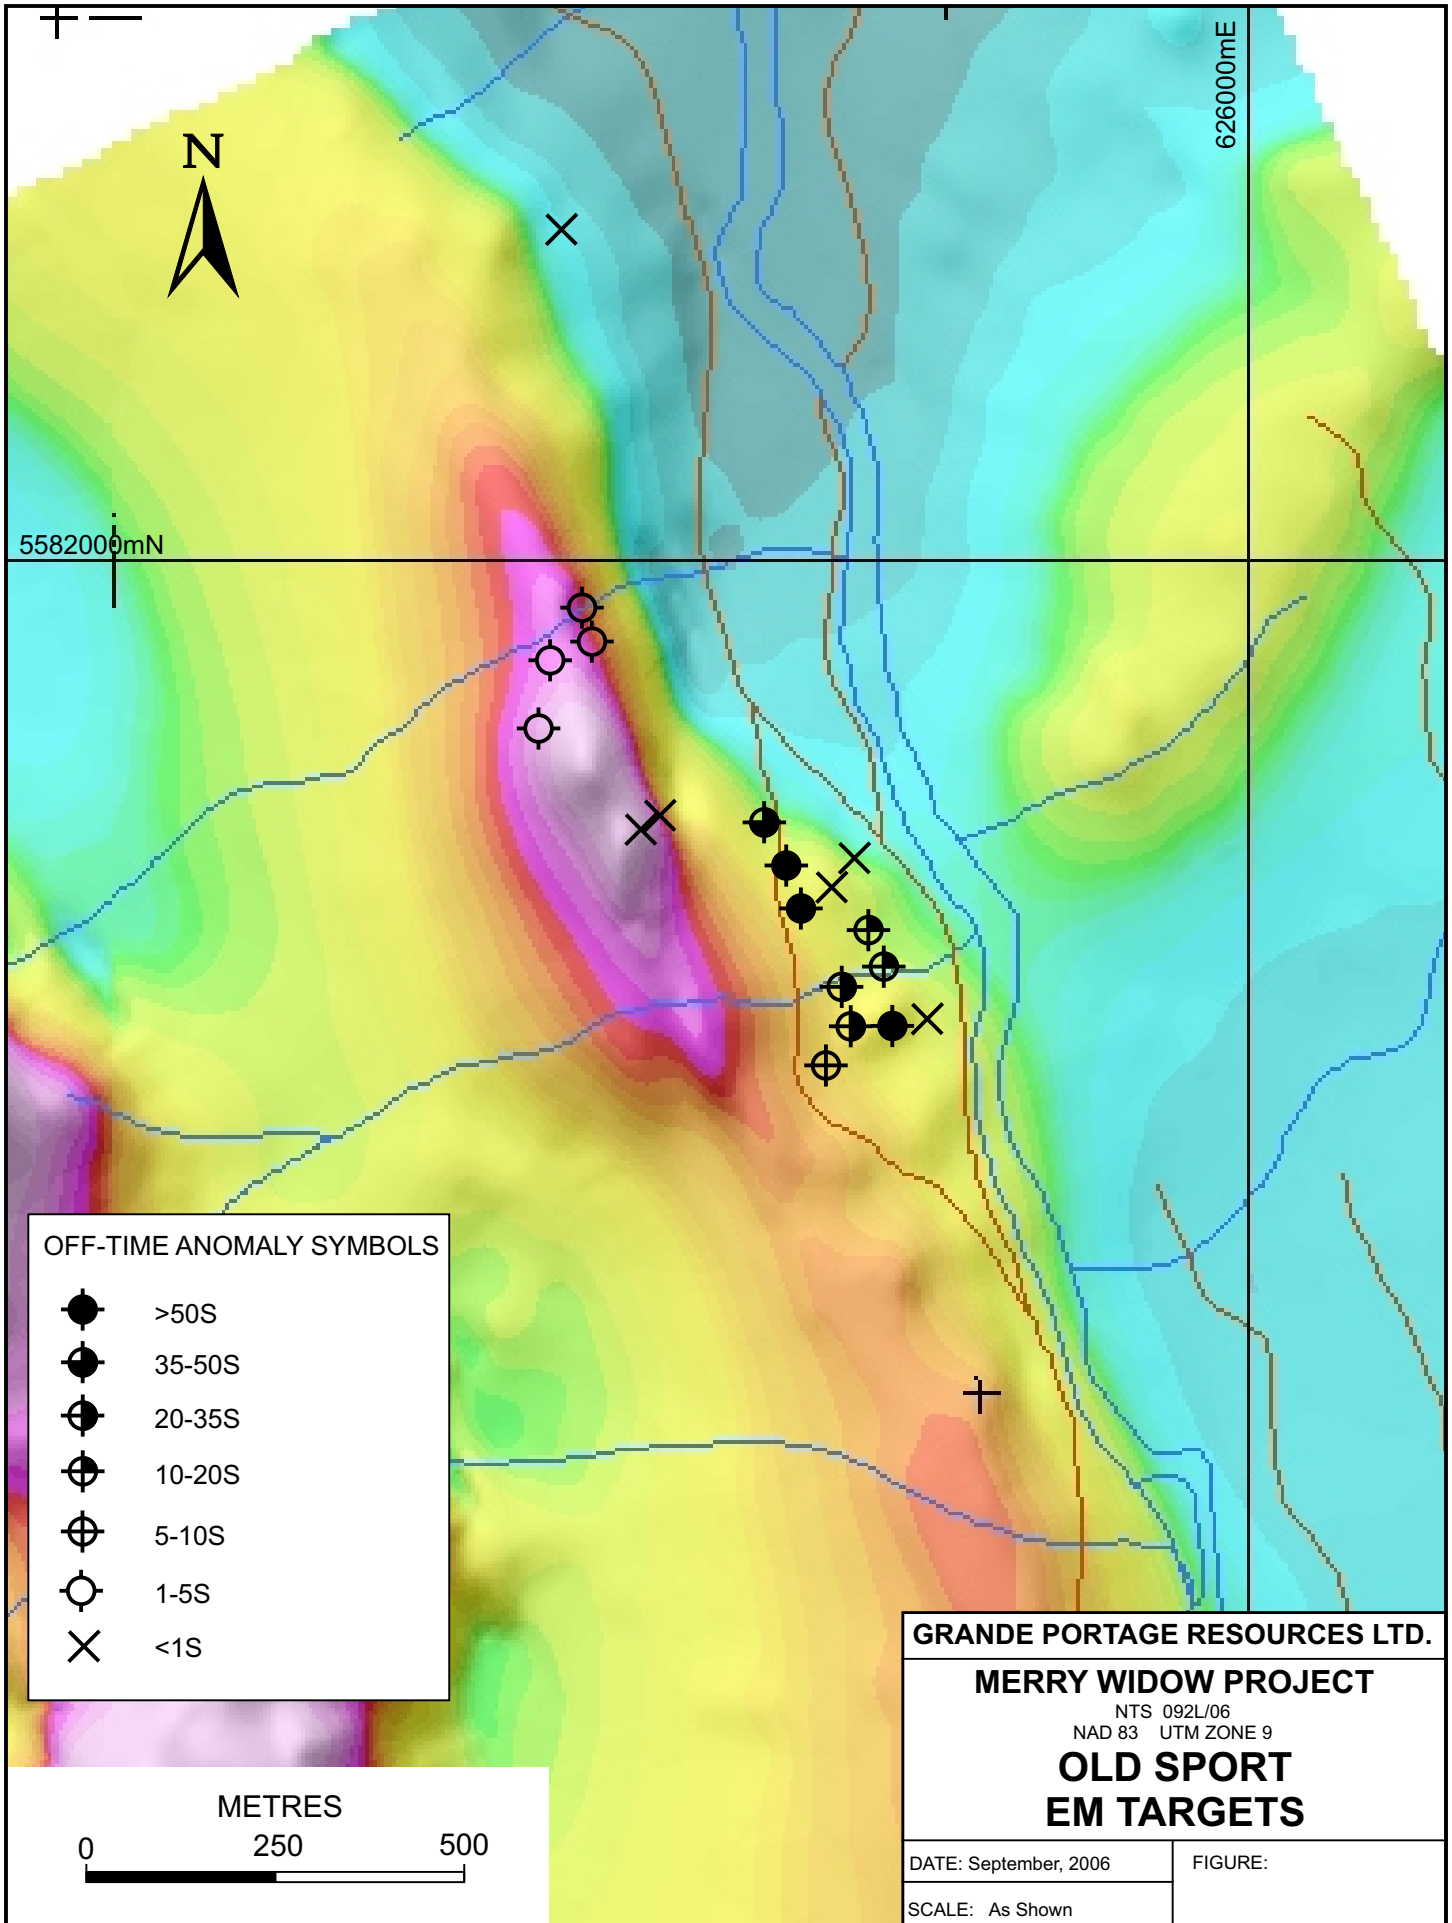 626000mE
N
5582000mN
OFF-TIME ANOMALY SYMBOLS
>50S
35-50S
20-35S
10-20S
5-10S
1-5S
<1S
METRES
0 250 500
GRANDE PORTAGE RESOURCES LTD.
MERRY WIDOW PROJECT
NTS 092L/06
NAD 83 UTM ZONE 9
OLD SPORT
EM TARGETS
DATE: September, 2006
FIGURE:
SCALE: As Shown